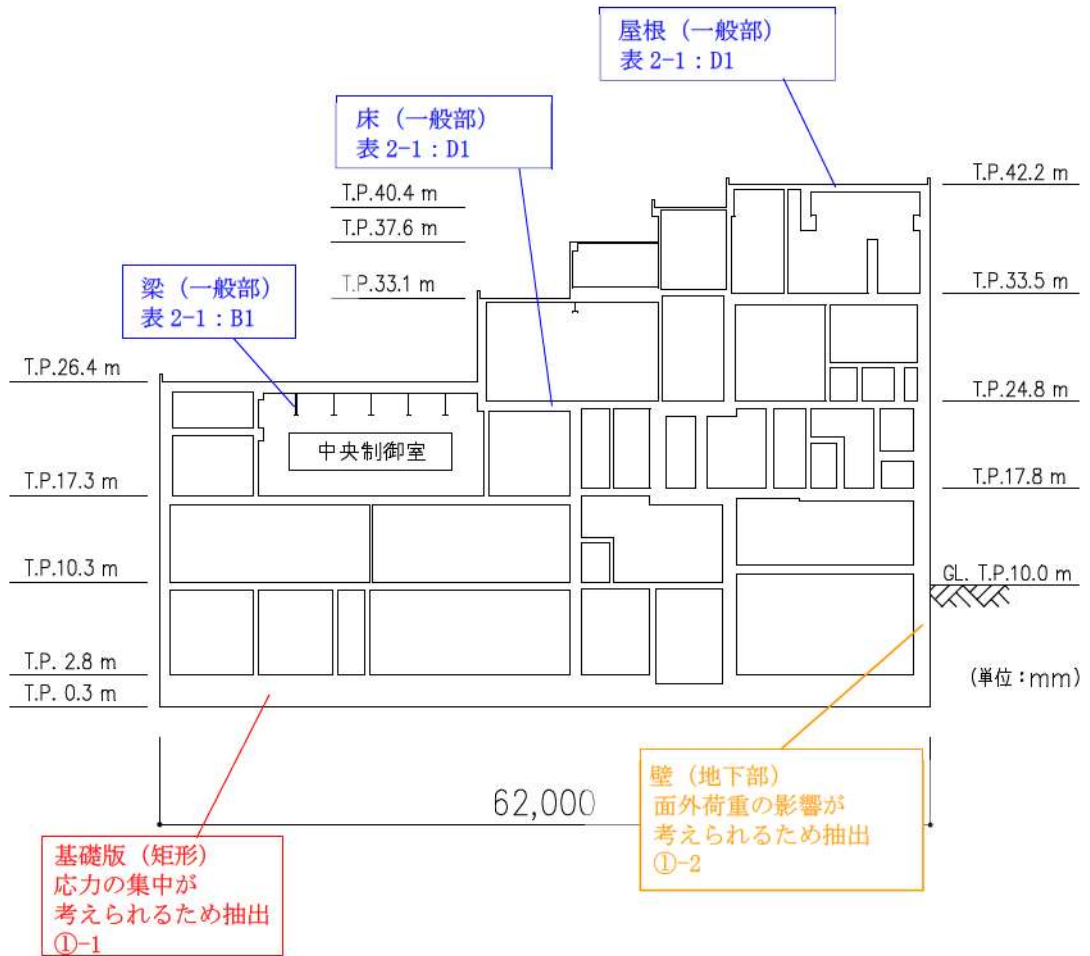 屋根（一般部）
表 2-1：D1
床（一般部）
表 2-1：D1
T.P.42.2 m
T.P.40.4 m
T.P.37.6 m
T.P.33.1 m
T.P.33.5 m
梁（一般部）
表 2-1：B1
T.P.26.4 m
T.P.24.8 m
中央制御室
T.P.17.3 m
T.P.17.8 m
T.P.10.3 m
GL. T.P.10.0 m
T.P. 2.8 m
T.P. 0.3 m
(単位：mm)
62,000
壁（地下部）
面外荷重の影響が
考えられるため抽出
①-2
基礎版（矩形）
応力の集中が
考えられるため抽出
①-1